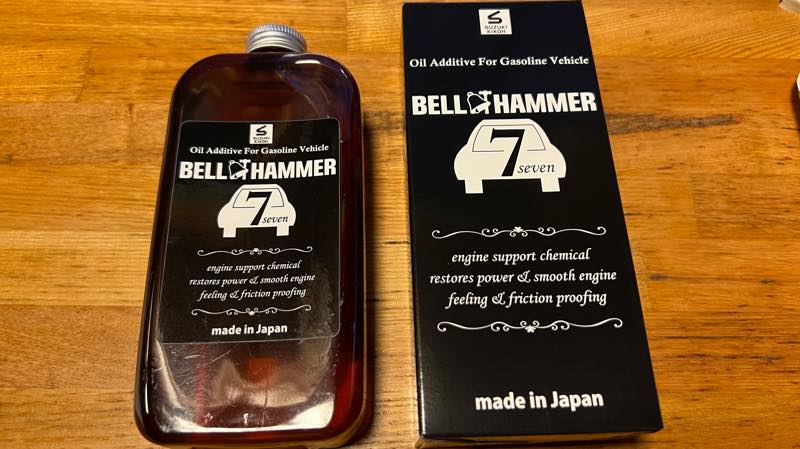 SUZUKI
KIKOH
Oil Additive For Gasoline Vehicle
BELL HAMMER
7
seven
engine support chemical
restores power & smooth engine
feeling & friction proofing
made in Japan
SUZUKI
KIKOH
Oil Additive For Gasoline Vehicle
BELL HAMMER
7
seven
engine support chemical
restores power & smooth engine
feeling & friction proofing
made in Japan